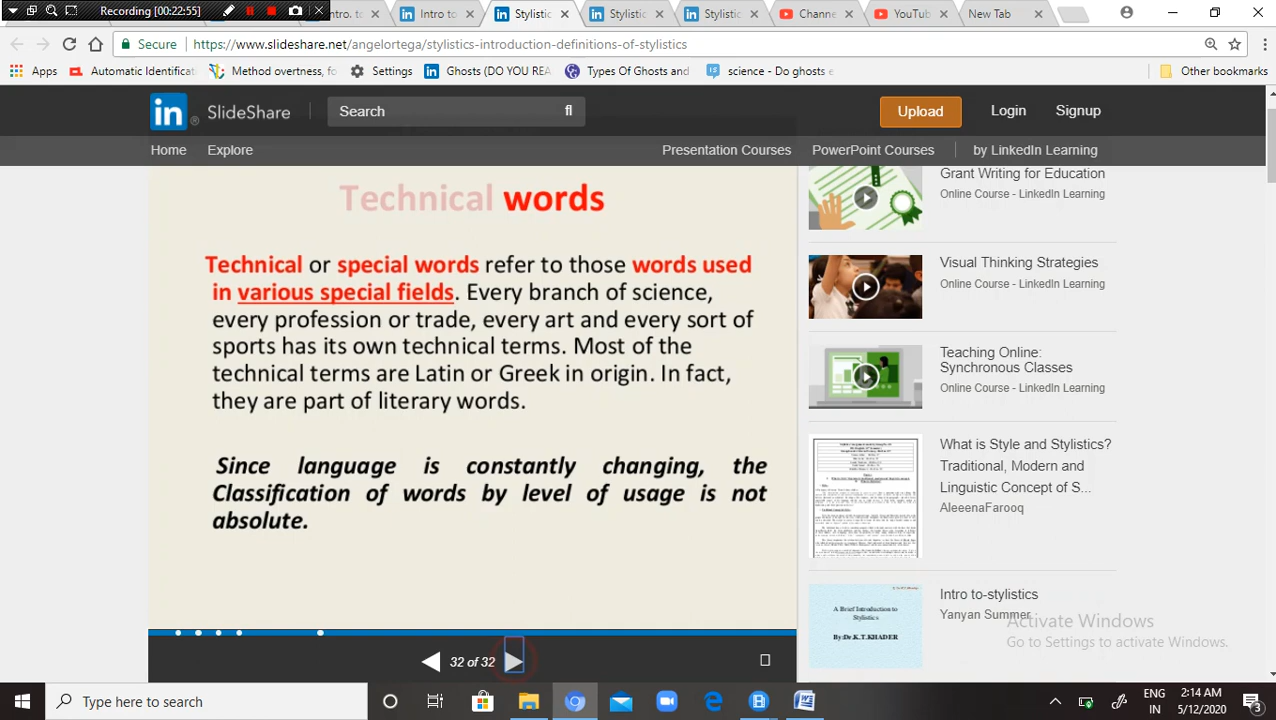 Recording [00:22:55]
ntro. to
Intro to
Stylistic
Stylistic
Stylistic
Channe
YouTub
New Tab
Secure
https://www.slideshare.net/angelortega/stylistics-introduction-definitions-of-stylistics
Apps
Automatic Identificat
Method overtness, fo
Settings
Ghosts (DO YOU REA
Types Of Ghosts and
science - Do ghosts e
Other bookmarks
in SlideShare
Search
Upload
Login
Signup
Home
Explore
Presentation Courses
PowerPoint Courses
by LinkedIn Learning
Technical words
Technical or special words refer to those words used
in various special fields. Every branch of science,
every profession or trade, every art and every sort of
sports has its own technical terms. Most of the
technical terms are Latin or Greek in origin. In fact,
they are part of literary words.
Since language is constantly changing, the
Classification of words by level of usage is not
absolute.
32 of 32
Grant Writing for Education
Online Course - LinkedIn Learning
Visual Thinking Strategies
Online Course - LinkedIn Learning
Teaching Online:
Synchronous Classes
Online Course - LinkedIn Learning
What is Style and Stylistics?
Traditional, Modern and
Linguistic Concept of S...
AleenaFarooq
A Brief Introduction to
Stylistics
By:Dr.K.T.KHADER
Intro to-stylistics
Yanyan Summer
Activate Windows
Go to Settings to activate Windows.
Type here to search
ENG
IN
2:14 AM
5/12/2020
3